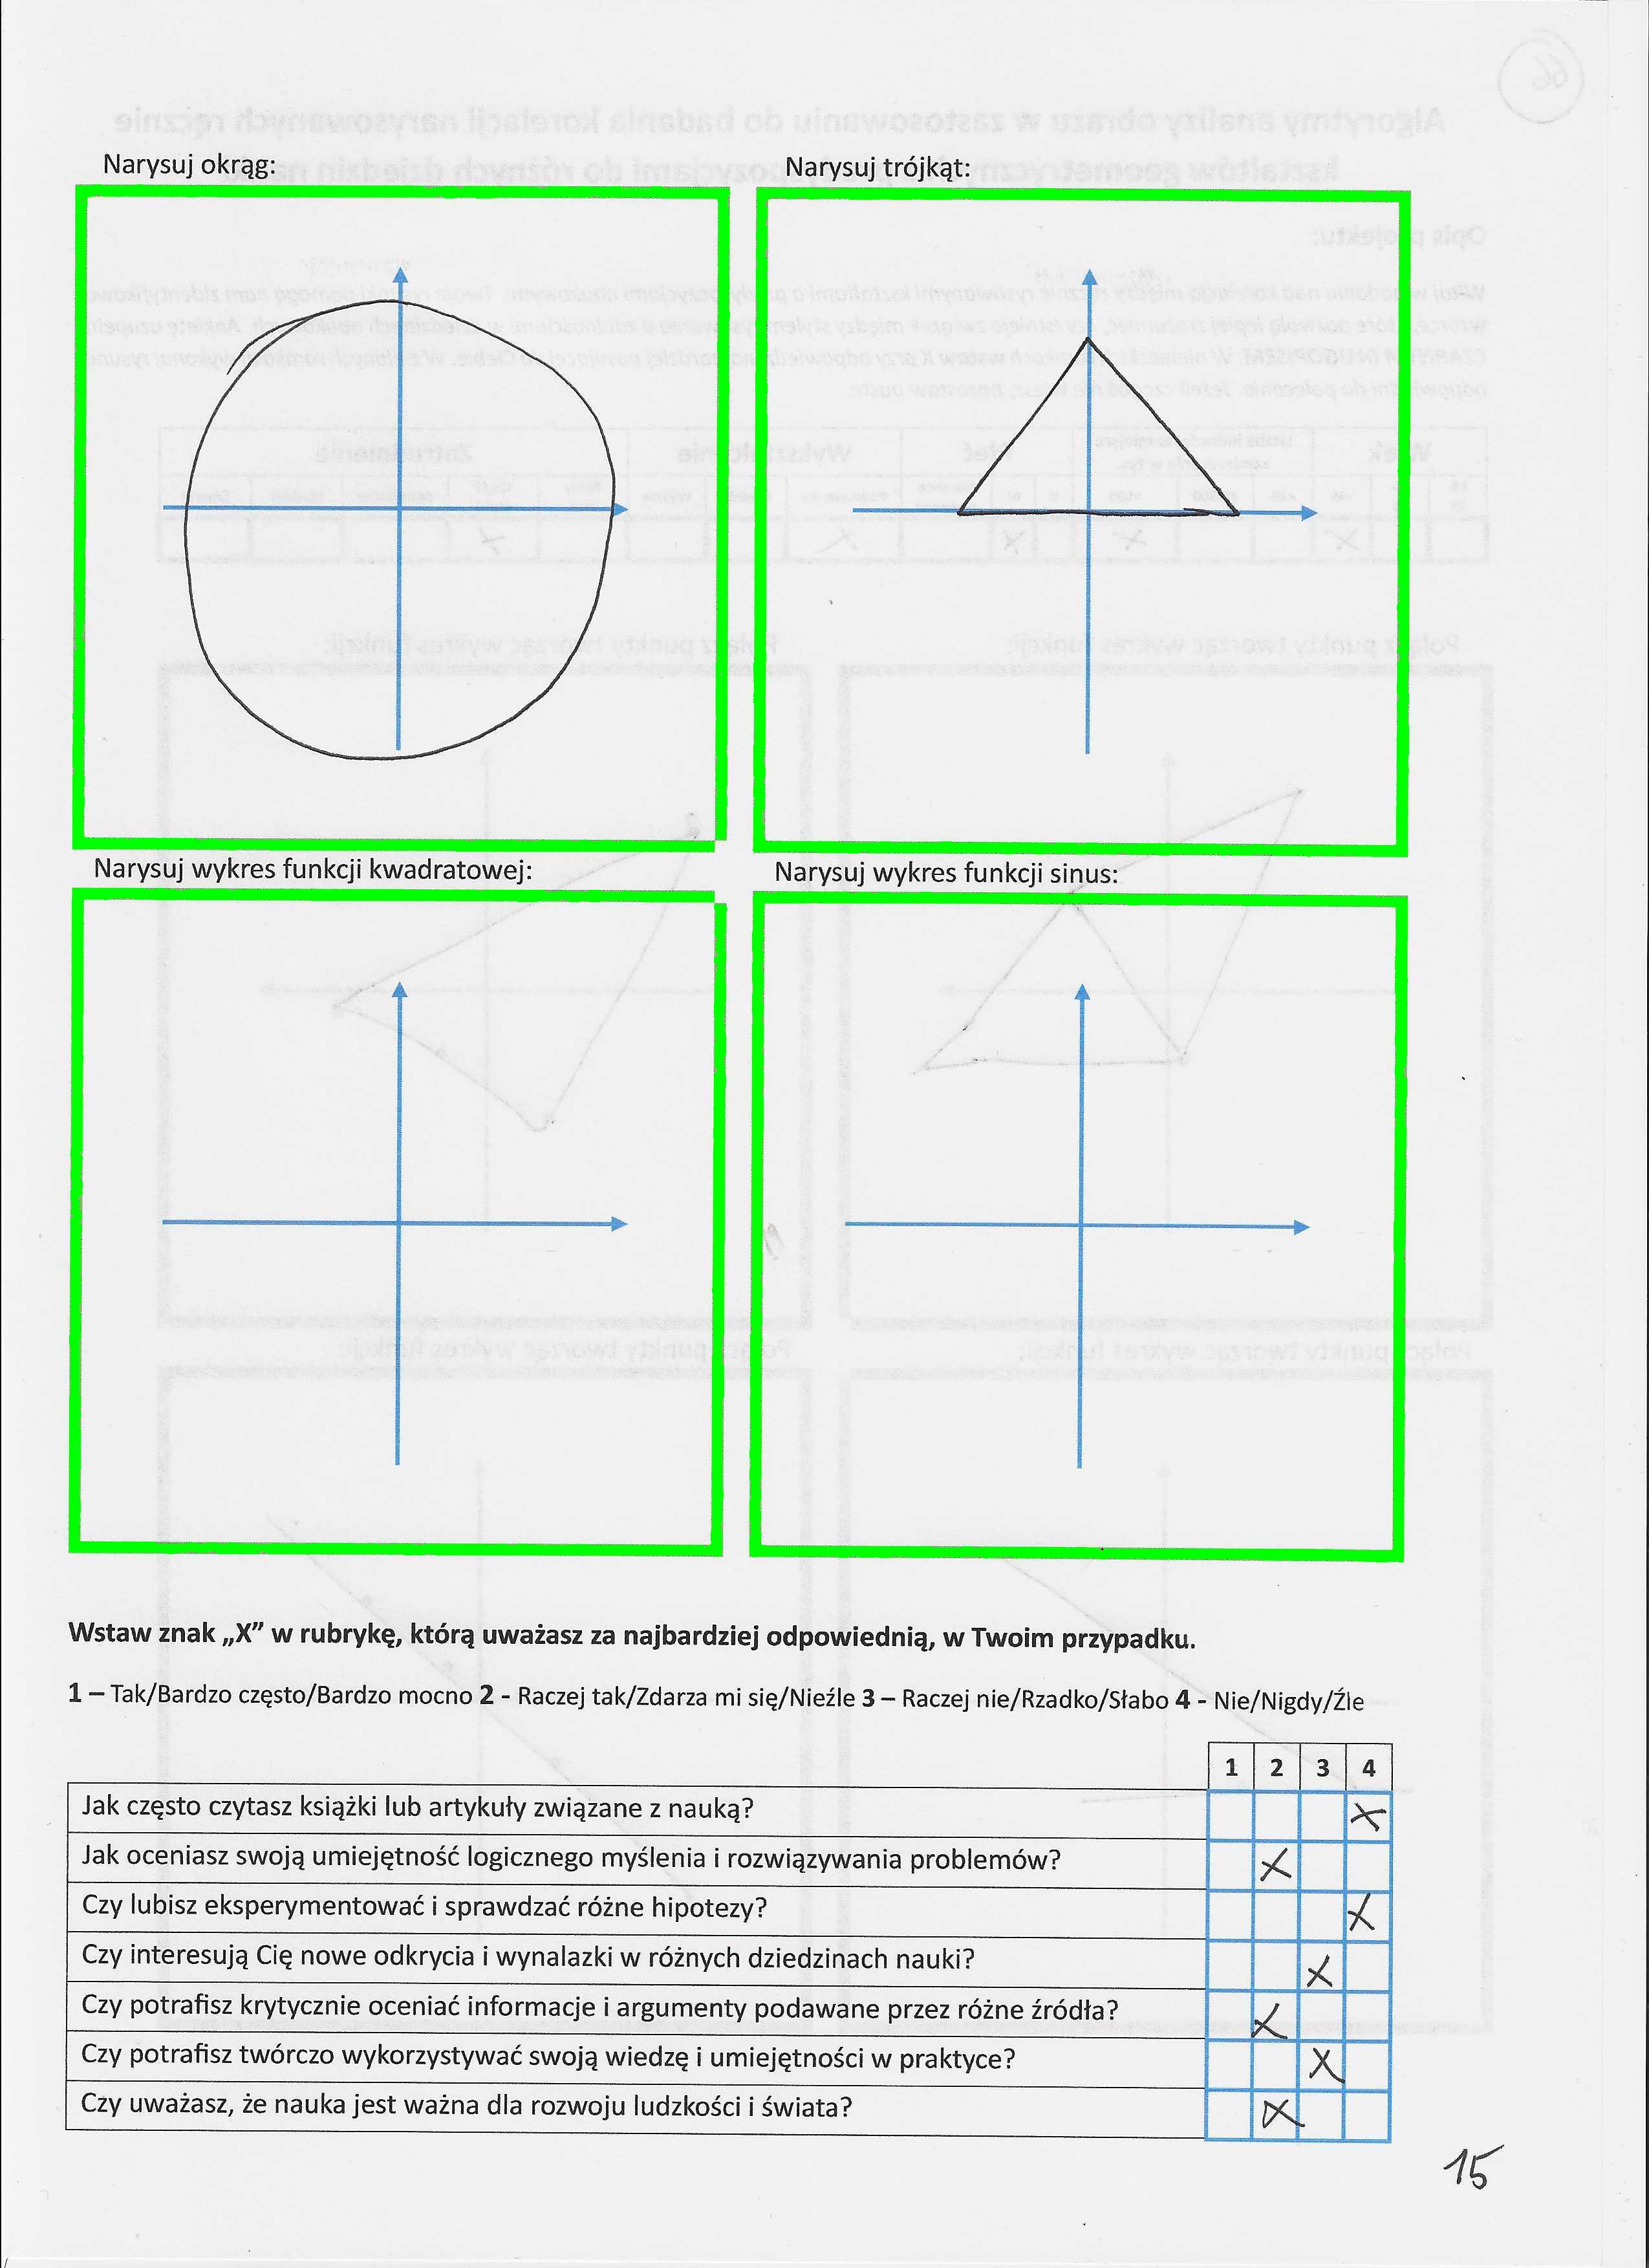 Narysuj okrąg:
Narysuj trójkąt:
Narysuj wykres funkcji kwadratowej:
Narysuj wykres funkcji sinus:
Wstaw znak „X” w rubrykę, którą uważasz za najbardziej odpowiednią, w Twoim przypadku.
1 – Tak/Bardzo często/Bardzo mocno 2 - Raczej tak/Zdarza mi się/Nieźle 3 – Raczej nie/Rzadko/Słabo 4 - Nie/Nigdy/Źle
1 2 3 4
Jak często czytasz książki lub artykuły związane z nauką? X
Jak oceniasz swoją umiejętność logicznego myślenia i rozwiązywania problemów? X
Czy lubisz eksperymentować i sprawdzać różne hipotezy? X
Czy interesują Cię nowe odkrycia i wynalazki w różnych dziedzinach nauki? X
Czy potrafisz krytycznie oceniać informacje i argumenty podawane przez różne źródła? X
Czy potrafisz twórczo wykorzystywać swoją wiedzę i umiejętności w praktyce? X
Czy uważasz, że nauka jest ważna dla rozwoju ludzkości i świata? X
15